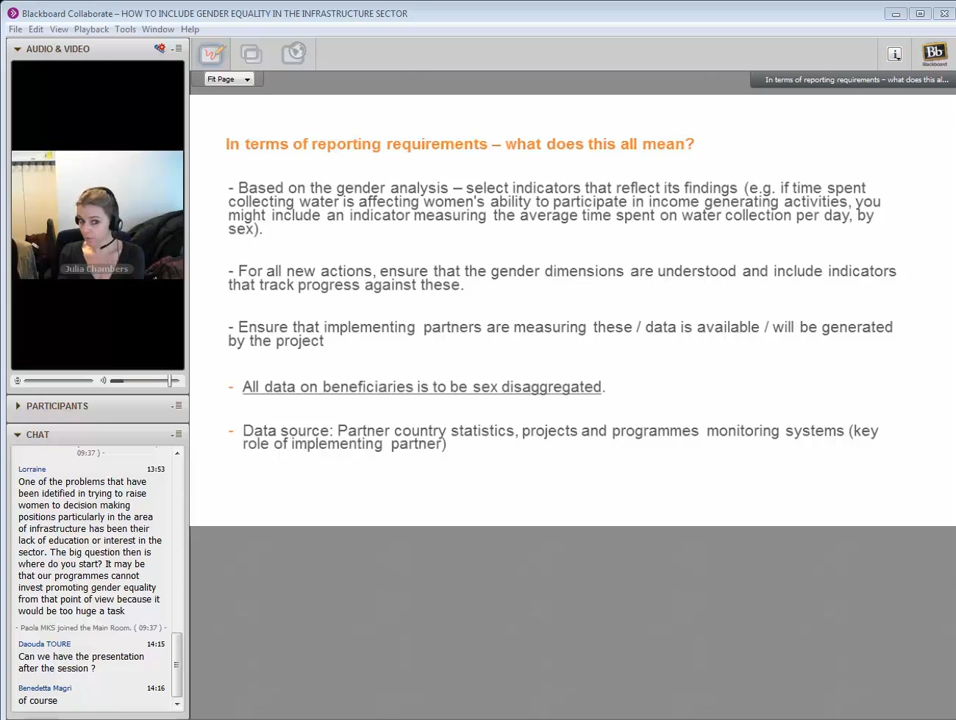 Blackboard Collaborate – HOW TO INCLUDE GENDER EQUALITY IN THE INFRASTRUCTURE SECTOR
File Edit View Playback Tools Window Help
AUDIO & VIDEO
Julia Chambers
PARTICIPANTS
CHAT
09:37 ) -
Lorraine 13:53
One of the problems that have
been idetified in trying to raise
women to decision making
positions particularly in the area
of infrastructure has been their
lack of education or interest in the
sector. The big question then is
where do you start? It may be
that our programmes cannot
invest promoting gender equality
from that point of view because it
would be too huge a task
- Paola MKS joined the Main Room. ( 09:37 ) -
Daouda TOURE 14:15
Can we have the presentation
after the session ?
Benedetta Magri 14:16
of course
Fit Page
In terms of reporting requirements – what does this al...
Bb
Blackboard
In terms of reporting requirements – what does this all mean?
- Based on the gender analysis – select indicators that reflect its findings (e.g. if time spent
collecting water is affecting women's ability to participate in income generating activities, you
might include an indicator measuring the average time spent on water collection per day, by
sex).
- For all new actions, ensure that the gender dimensions are understood and include indicators
that track progress against these.
- Ensure that implementing partners are measuring these / data is available / will be generated
by the project
- All data on beneficiaries is to be sex disaggregated.
- Data source: Partner country statistics, projects and programmes monitoring systems (key
role of implementing partner)